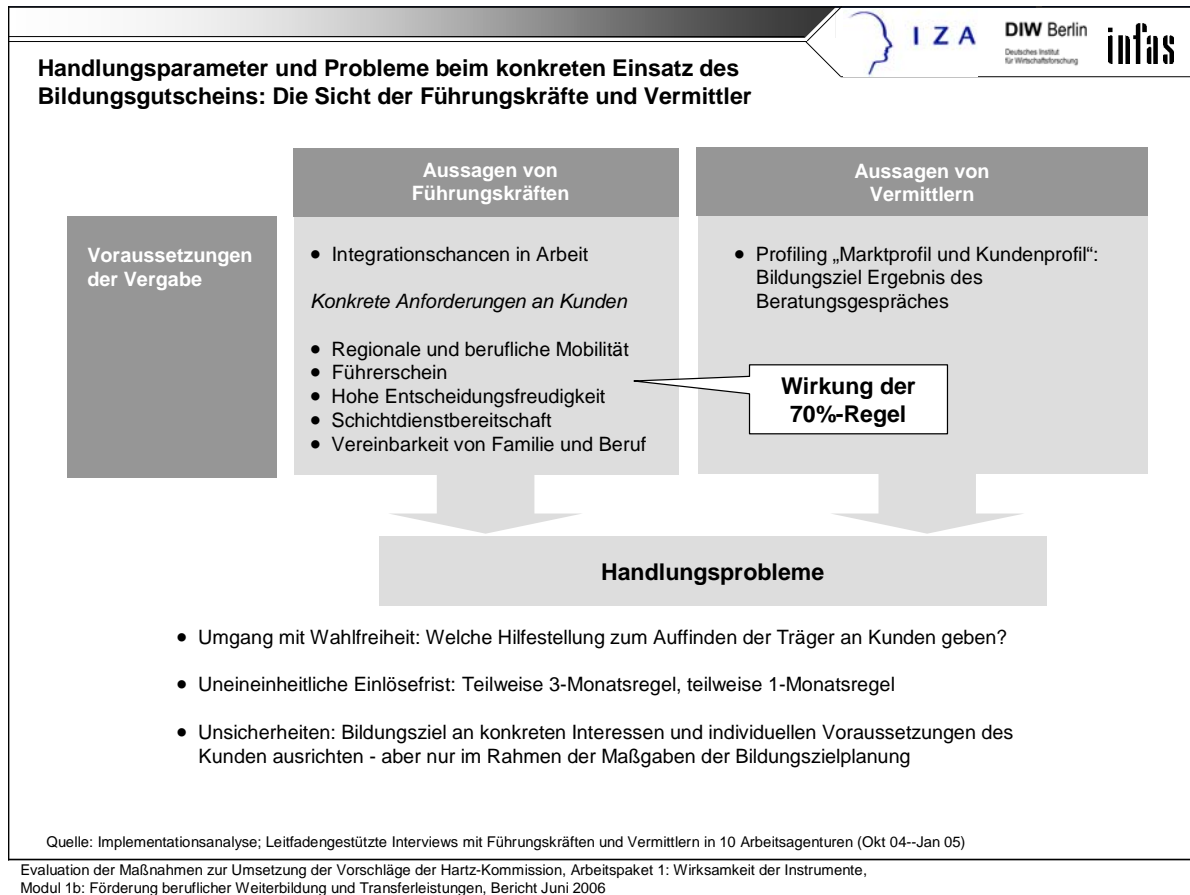 I Z A
DIW Berlin
Deutsches Institut
für Wirtschaftsforschung
infas
Handlungsparameter und Probleme beim konkreten Einsatz des
Bildungsgutscheins: Die Sicht der Führungskräfte und Vermittler
Aussagen von
Führungskräften
Aussagen von
Vermittlern
Voraussetzungen
der Vergabe
• Integrationschancen in Arbeit
Konkrete Anforderungen an Kunden
• Regionale und berufliche Mobilität
• Führerschein
• Hohe Entscheidungsfreudigkeit
• Schichtdienstbereitschaft
• Vereinbarkeit von Familie und Beruf
• Profiling „Marktprofil und Kundenprofil“:
Bildungsziel Ergebnis des
Beratungsgespräches
Wirkung der
70%-Regel
Handlungsprobleme
• Umgang mit Wahlfreiheit: Welche Hilfestellung zum Auffinden der Träger an Kunden geben?
• Uneineinheitliche Einlösefrist: Teilweise 3-Monatsregel, teilweise 1-Monatsregel
• Unsicherheiten: Bildungsziel an konkreten Interessen und individuellen Voraussetzungen des
Kunden ausrichten - aber nur im Rahmen der Maßgaben der Bildungszielplanung
Quelle: Implementationsanalyse; Leitfadengestützte Interviews mit Führungskräften und Vermittlern in 10 Arbeitsagenturen (Okt 04--Jan 05)
Evaluation der Maßnahmen zur Umsetzung der Vorschläge der Hartz-Kommission, Arbeitspaket 1: Wirksamkeit der Instrumente,
Modul 1b: Förderung beruflicher Weiterbildung und Transferleistungen, Bericht Juni 2006